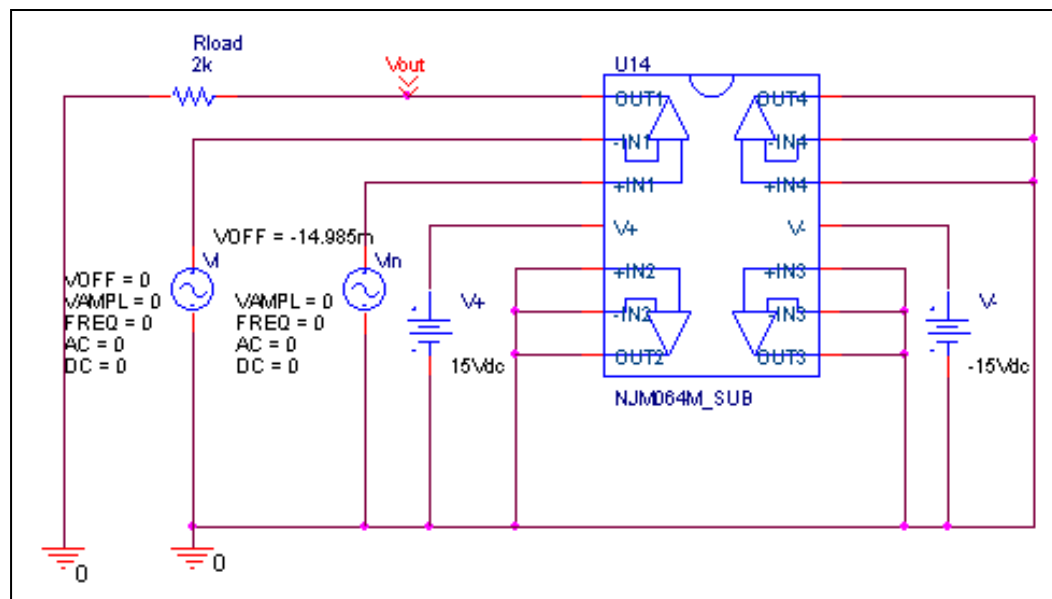 Rload
2k
Vout
U14
OUT1
-IN1
+IN1
V+
+IN2
-IN2
OUT2
OUT4
-IN4
+IN4
V-
+IN3
-IN3
OUT3
NJM064M_SUB
VOFF = -14.985m
VOFF = 0
VAMPL = 0
FREQ = 0
AC = 0
DC = 0
Vin
VAMPL = 0
FREQ = 0
AC = 0
DC = 0
V+
15Vdc
V-
-15Vdc
0
0